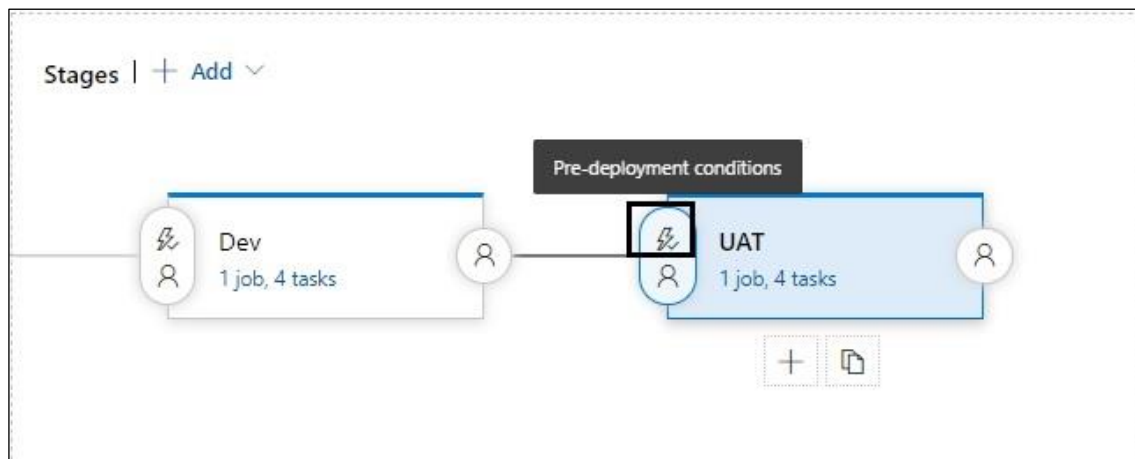 Stages | + Add
Pre-deployment conditions
Dev
1 job, 4 tasks
UAT
1 job, 4 tasks